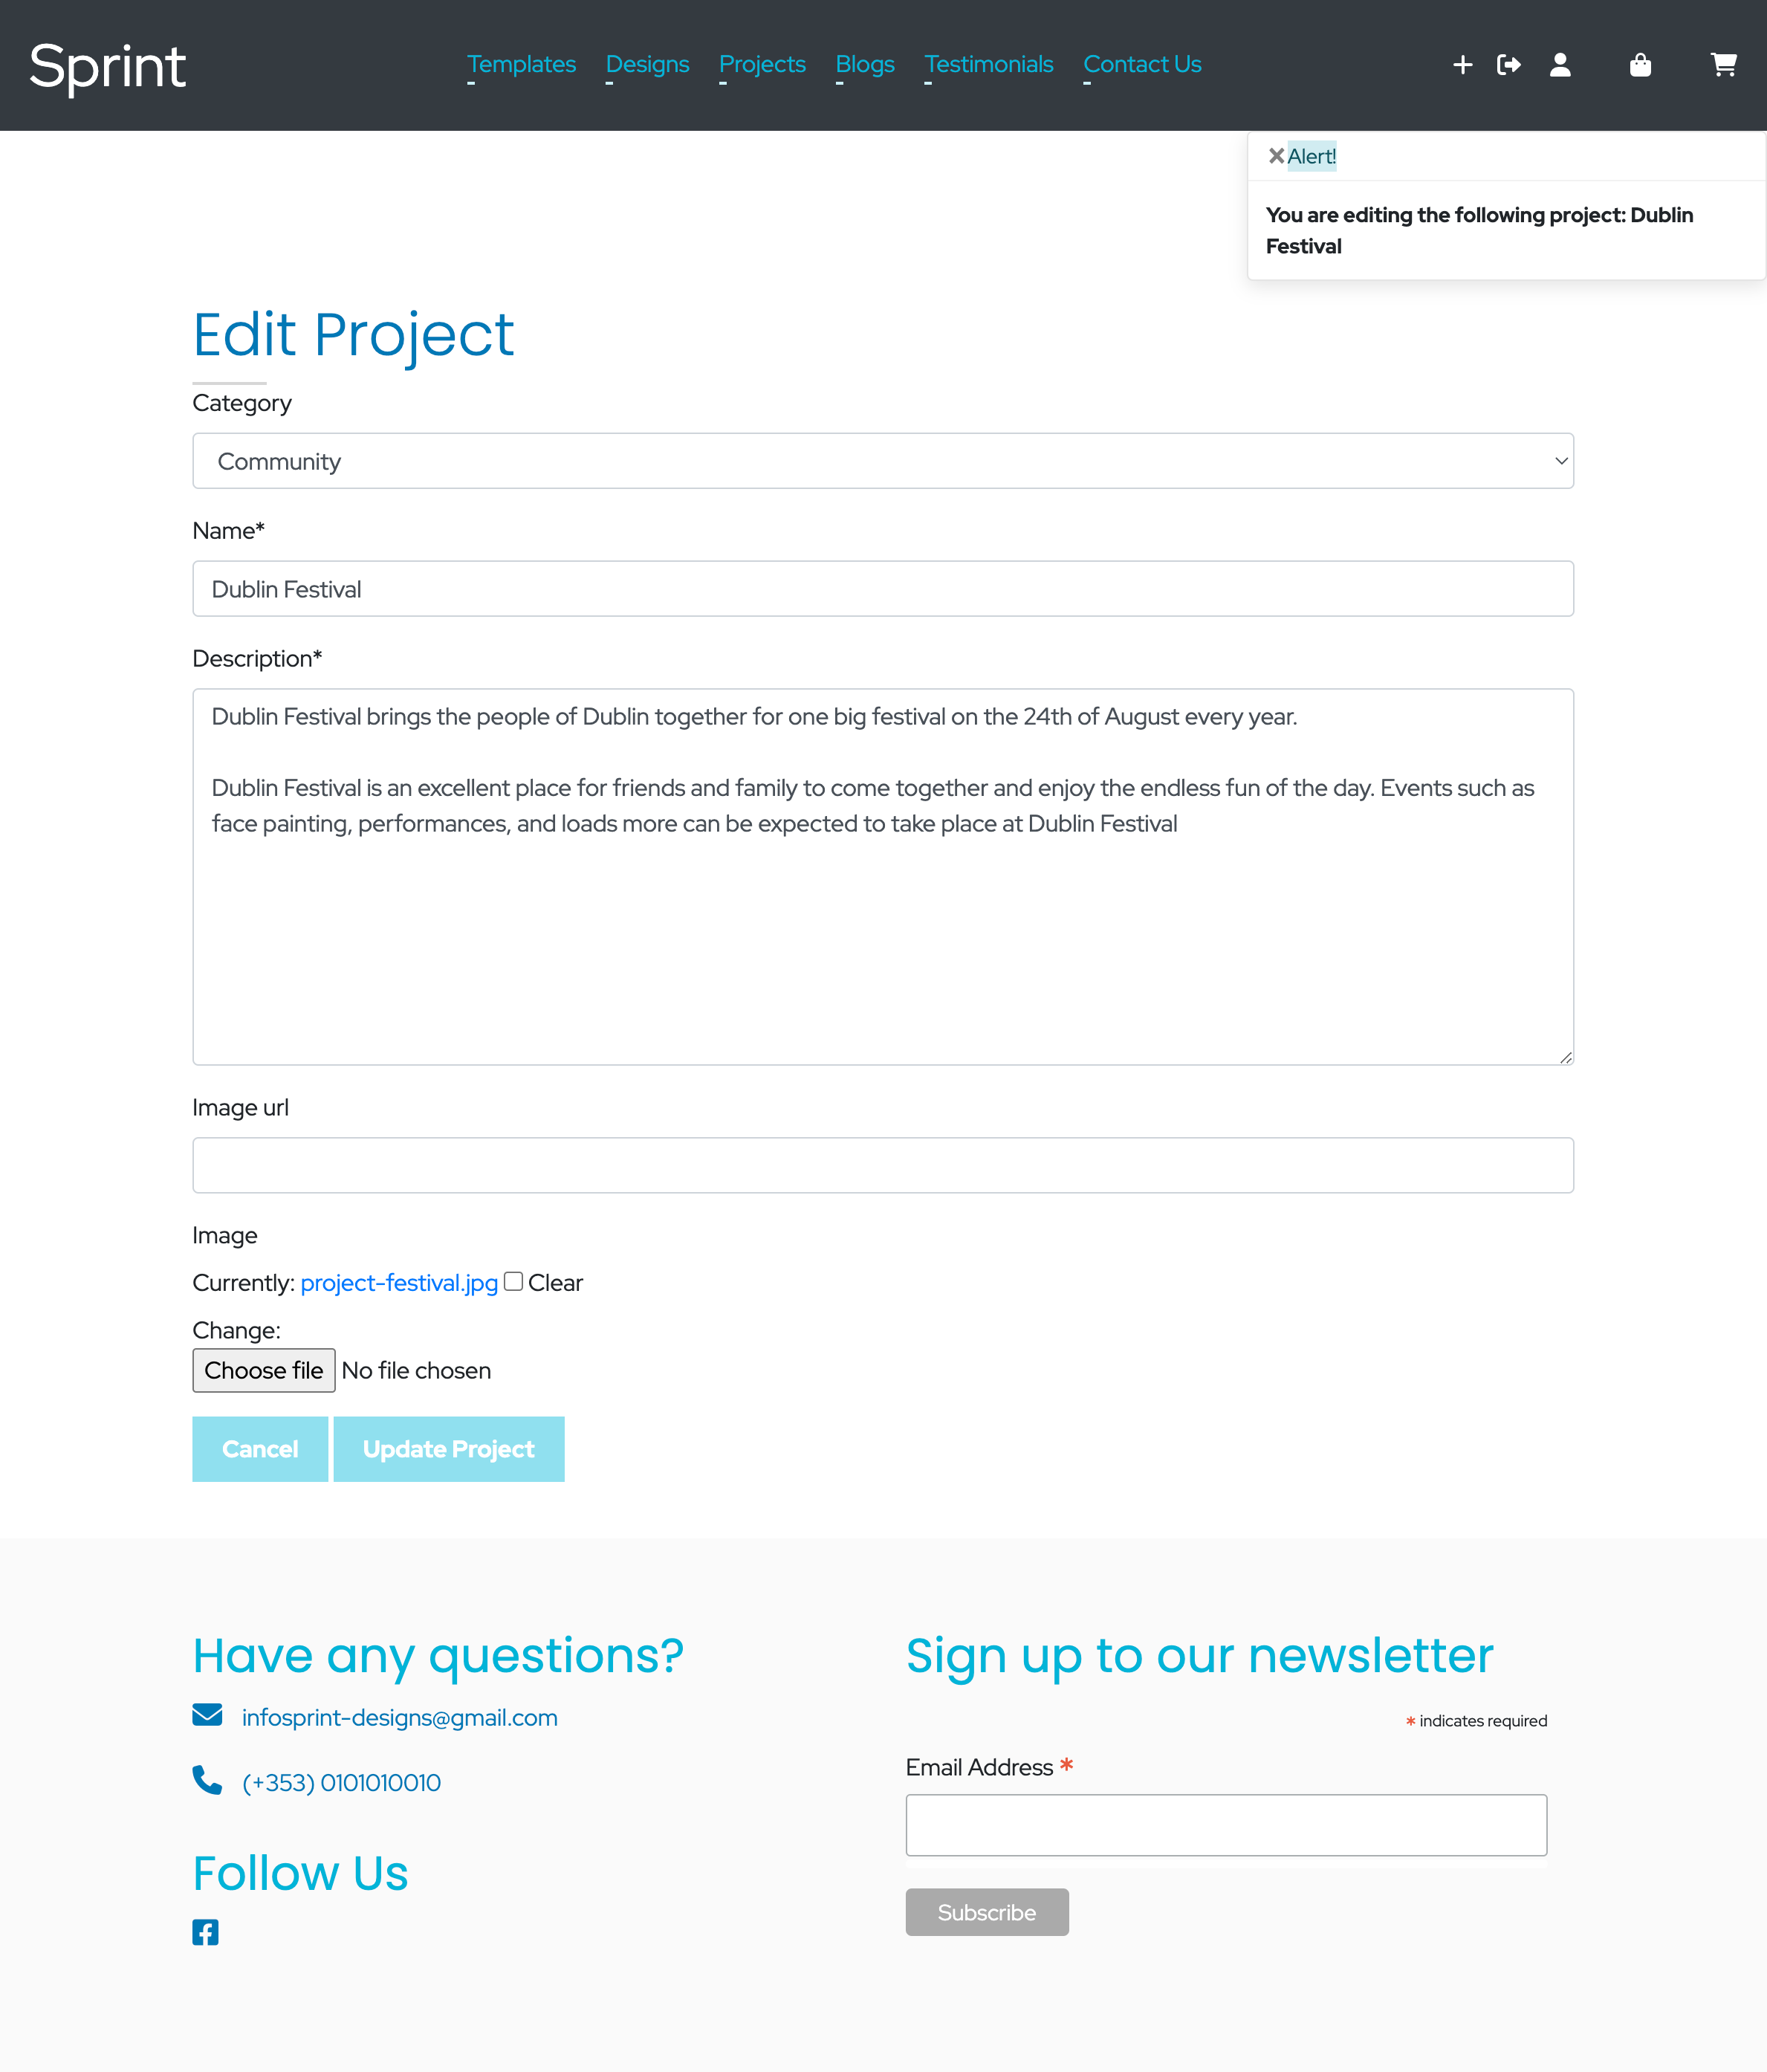 Sprint
Templates Designs Projects Blogs Testimonials Contact Us
Alert!
You are editing the following project: Dublin
Festival
Edit Project
Category
Community
Name*
Dublin Festival
Description*
Dublin Festival brings the people of Dublin together for one big festival on the 24th of August every year.
Dublin Festival is an excellent place for friends and family to come together and enjoy the endless fun of the day. Events such as
face painting, performances, and loads more can be expected to take place at Dublin Festival
Image url
Image
Currently: project-festival.jpg Clear
Change:
Choose file No file chosen
Cancel Update Project
Have any questions?
infosprint-designs@gmail.com
(+353) 0101010010
Follow Us
Sign up to our newsletter
* indicates required
Email Address *
Subscribe